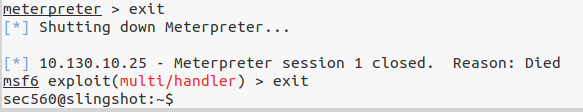 meterpreter > exit
[*] Shutting down Meterpreter...
[*] 10.130.10.25 - Meterpreter session 1 closed.  Reason: Died
msf6 exploit(multi/handler) > exit
sec560@slingshot:~$